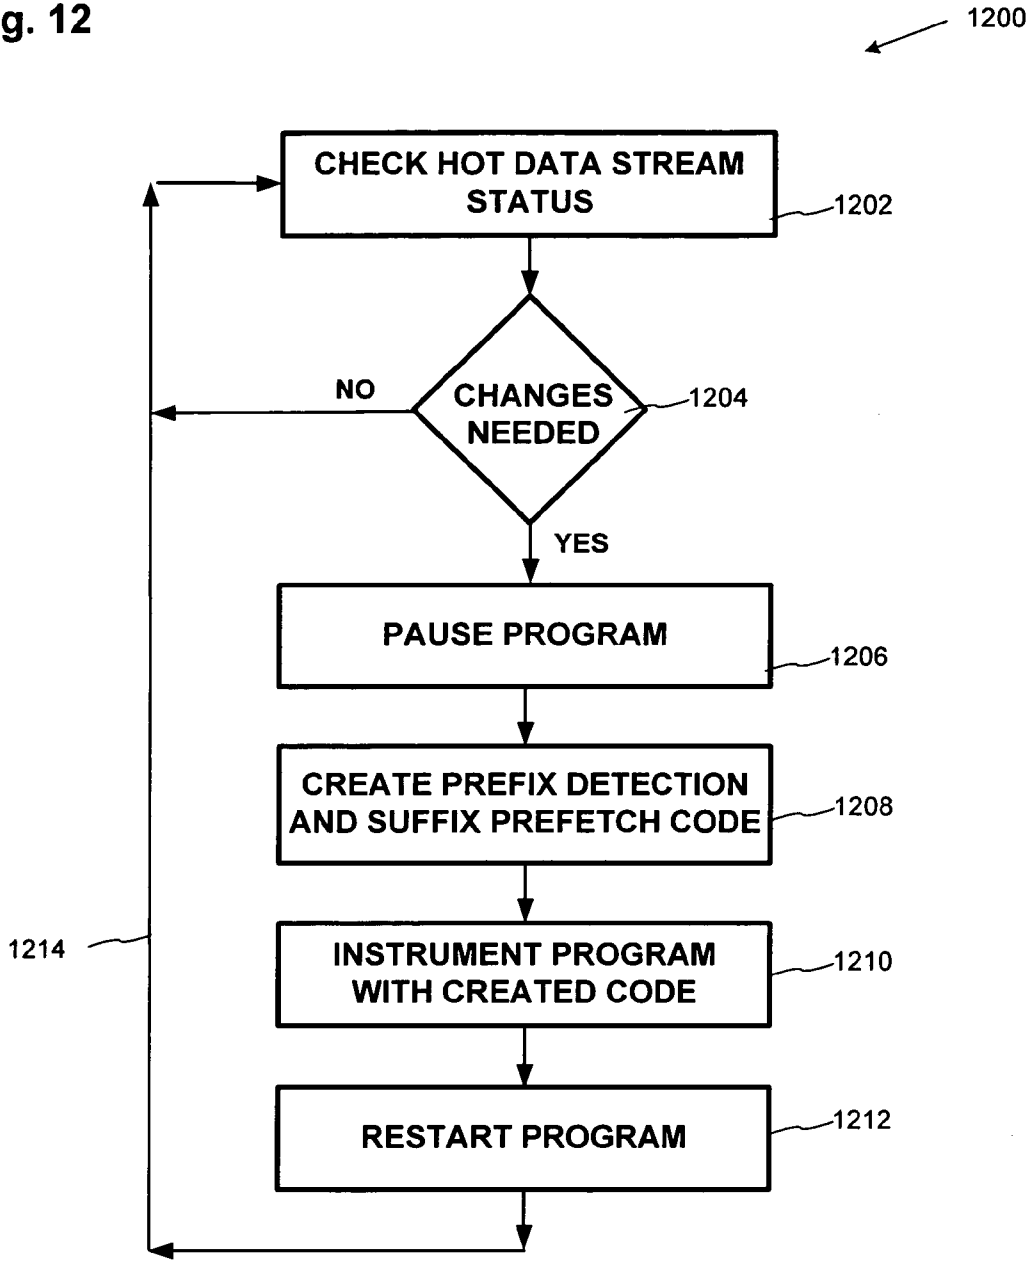 g. 12
1200
CHECK HOT DATA STREAM
STATUS
1202
NO
CHANGES
NEEDED
1204
YES
PAUSE PROGRAM
1206
CREATE PREFIX DETECTION
AND SUFFIX PREFETCH CODE
1208
1214
INSTRUMENT PROGRAM
WITH CREATED CODE
1210
RESTART PROGRAM
1212